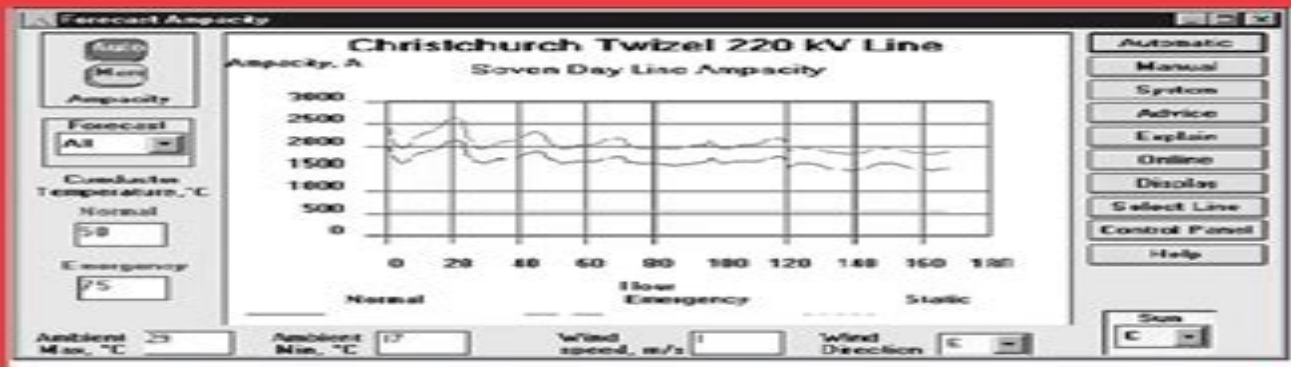 Forecast Ampacity
Auto
Ampacity
Forecast
All
Conductor
Temperature, °C
Normal
50
Emergency
75
Christchurch Twizel 220 kV Line
Ampacity, A
Seven Day Line Ampacity
3000
2500
2000
1500
1000
500
0
0 20 40 60 80 100 120 140 160 180
Hour
Normal Emergency Static
Automatic
Manual
System
Advice
Explain
Online
Display
Select Line
Control Panel
Help
Ambient
Max, °C
Ambient
Min, °C 17
Wind
speed, m/s 1
Wind
Direction
Sun